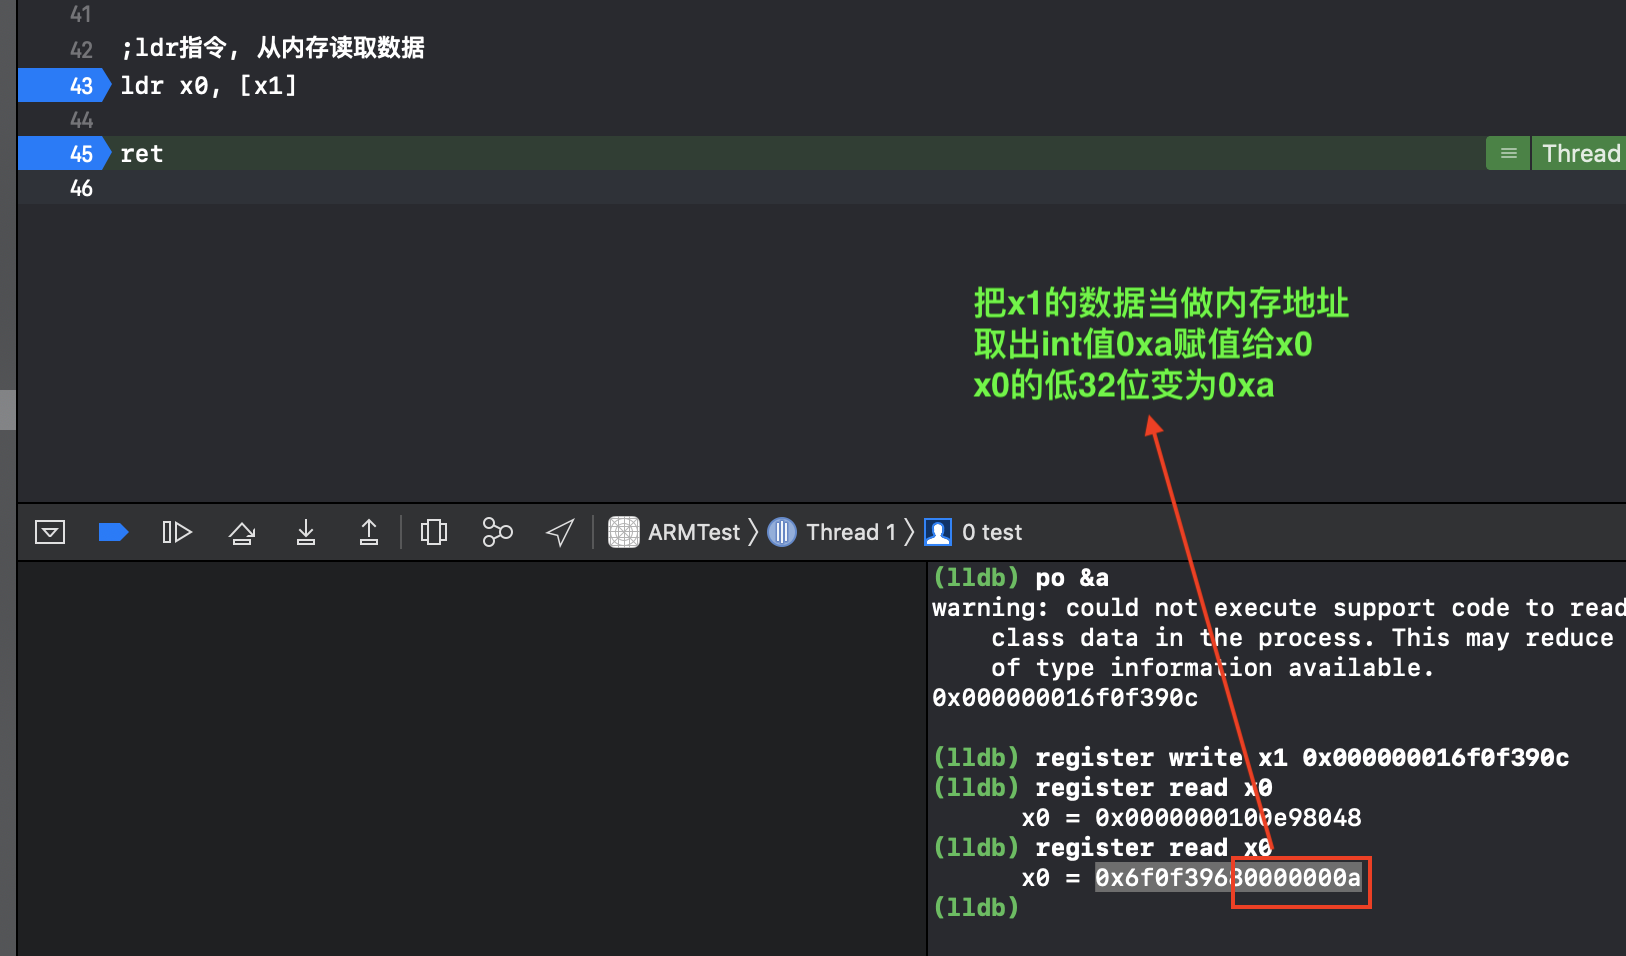 41
42 ;ldr指令, 从内存读取数据
43 ldr x0, [x1]
44
45 ret
Thread
46
把x1的数据当做内存地址
取出int值0xa赋值给x0
x0的低32位变为0xa
ARMTest
Thread 1
0 test
(lldb) po &a
warning: could not execute support code to read
class data in the process. This may reduce
of type information available.
0x000000016f0f390c
(lldb) register write x1 0x000000016f0f390c
(lldb) register read x0
x0 = 0x0000000100e98048
(lldb) register read x0
x0 = 0x6f0f39680000000a
(lldb)